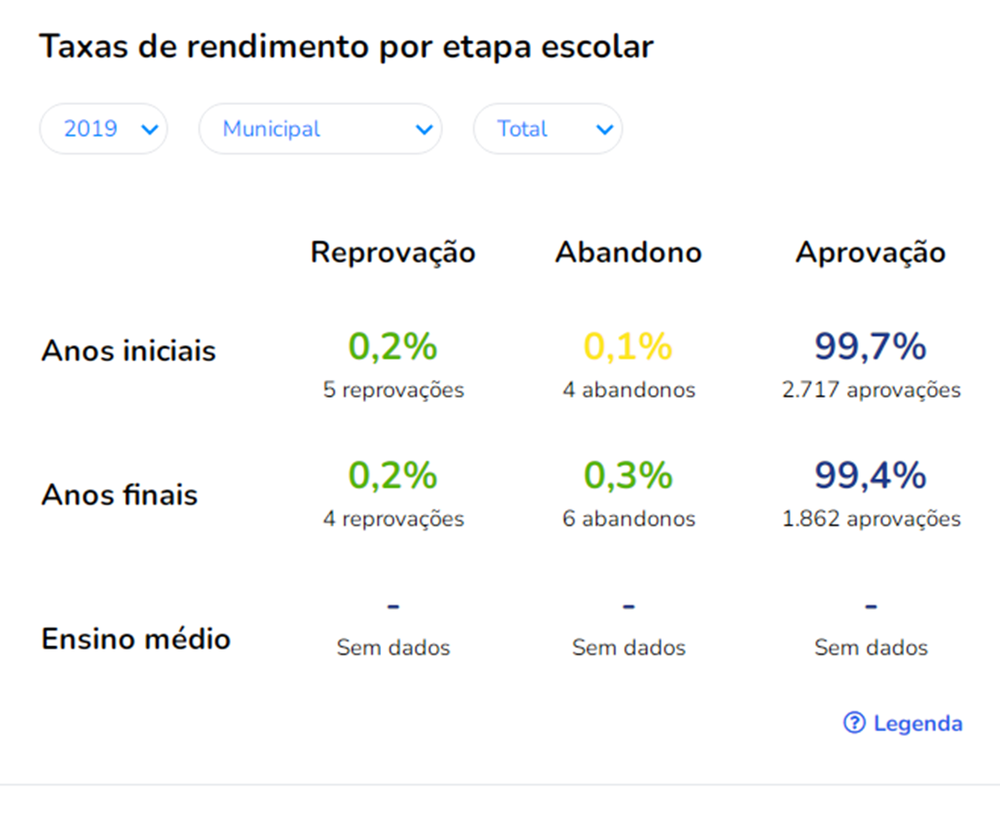 Taxas de rendimento por etapa escolar
2019 Municipal Total
Reprovação Abandono Aprovação
Anos iniciais 0,2% 0,1% 99,7%
5 reprovações 4 abandonos 2.717 aprovações
Anos finais 0,2% 0,3% 99,4%
4 reprovações 6 abandonos 1.862 aprovações
Ensino médio - - -
Sem dados Sem dados Sem dados
? Legenda